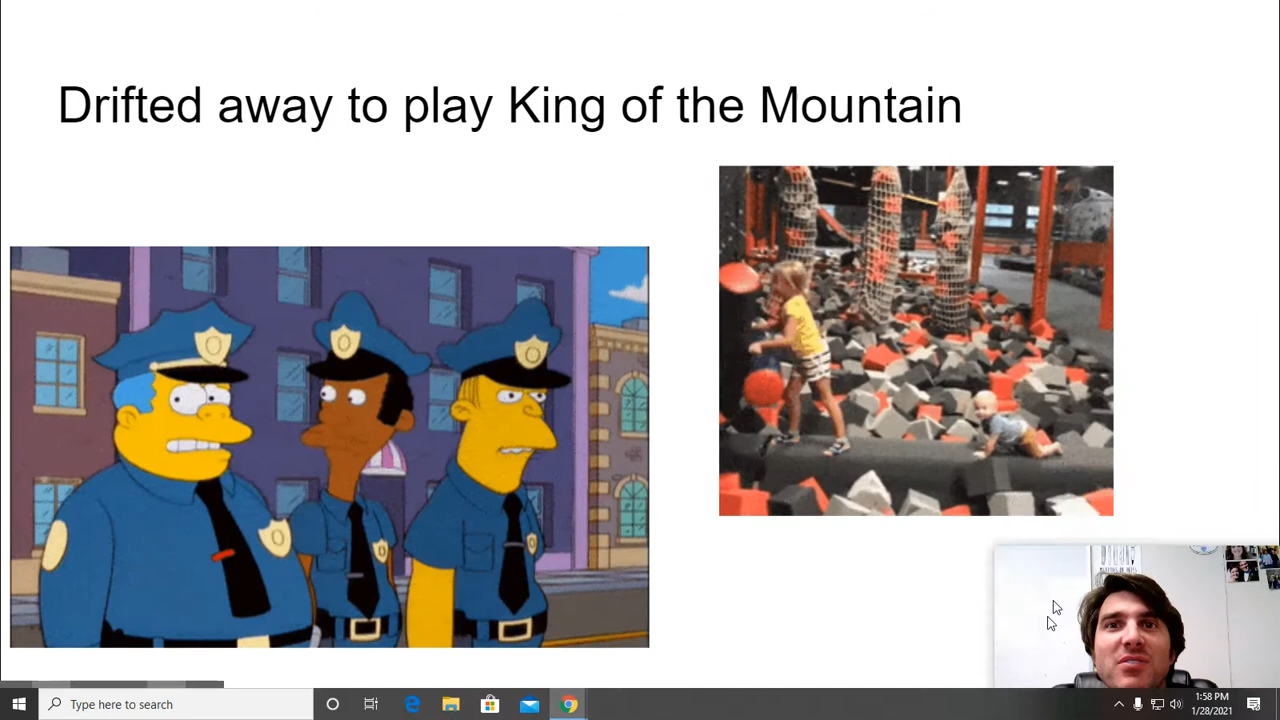 Drifted away to play King of the Mountain
Type here to search
1:58 PM
1/28/2021